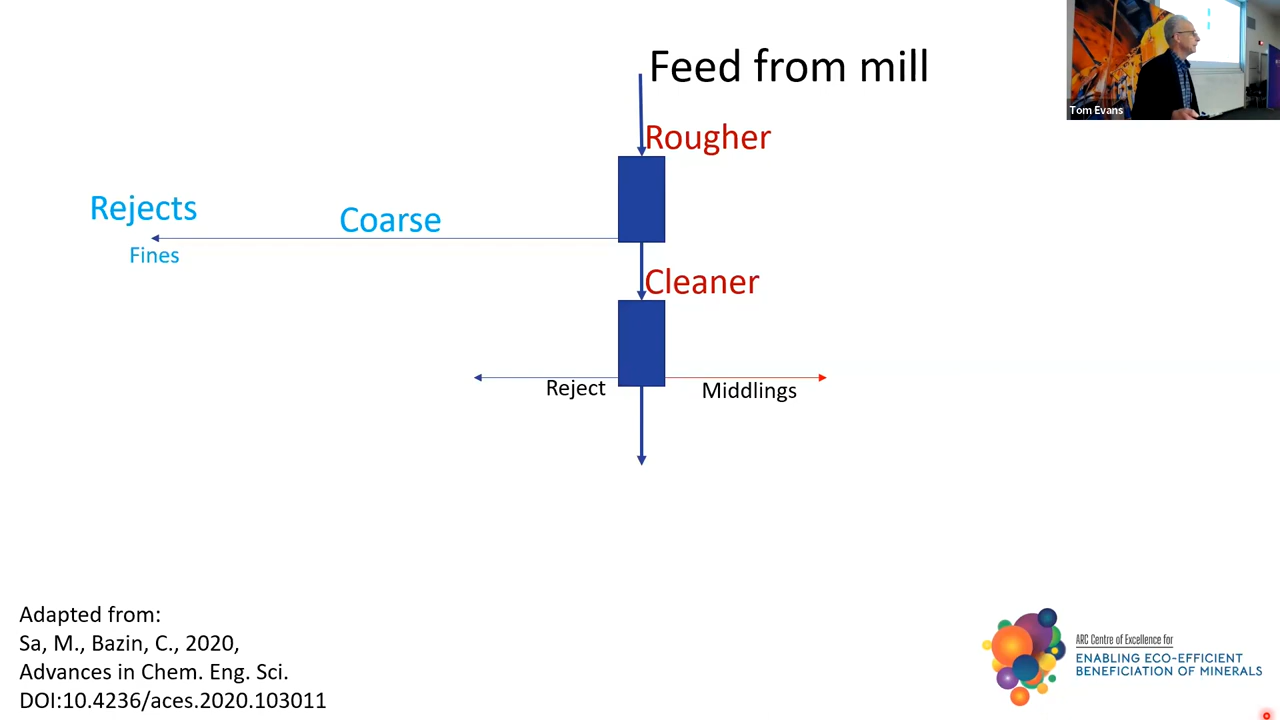 Feed from mill
Tom Evans
Rougher
Rejects
Coarse
Fines
Cleaner
Reject
Middlings
Adapted from:
Sa, M., Bazin, C., 2020,
Advances in Chem. Eng. Sci.
DOI:10.4236/aces.2020.103011
ARC Centre of Excellence for
ENABLING ECO-EFFICIENT
BENEFICIATION OF MINERALS